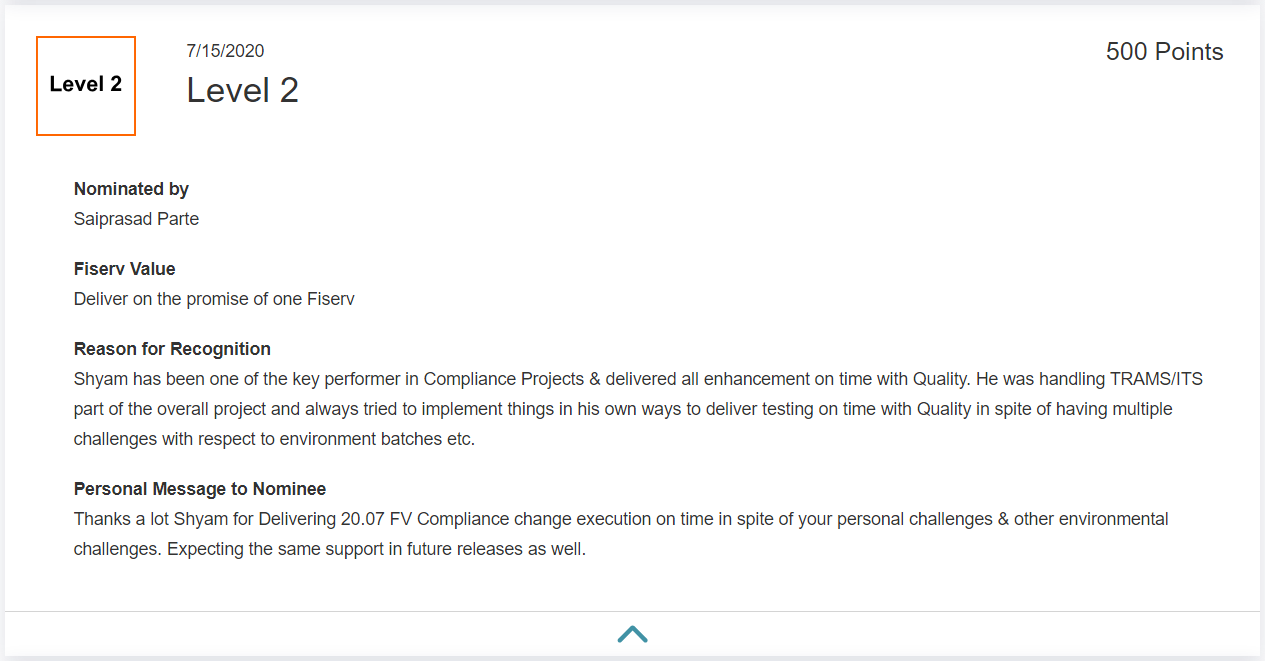 Level 2
7/15/2020
Level 2
500 Points
Nominated by
Saiprasad Parte
Fiserv Value
Deliver on the promise of one Fiserv
Reason for Recognition
Shyam has been one of the key performer in Compliance Projects & delivered all enhancement on time with Quality. He was handling TRAMS/ITS
part of the overall project and always tried to implement things in his own ways to deliver testing on time with Quality in spite of having multiple
challenges with respect to environment batches etc.
Personal Message to Nominee
Thanks a lot Shyam for Delivering 20.07 FV Compliance change execution on time in spite of your personal challenges & other environmental
challenges. Expecting the same support in future releases as well.